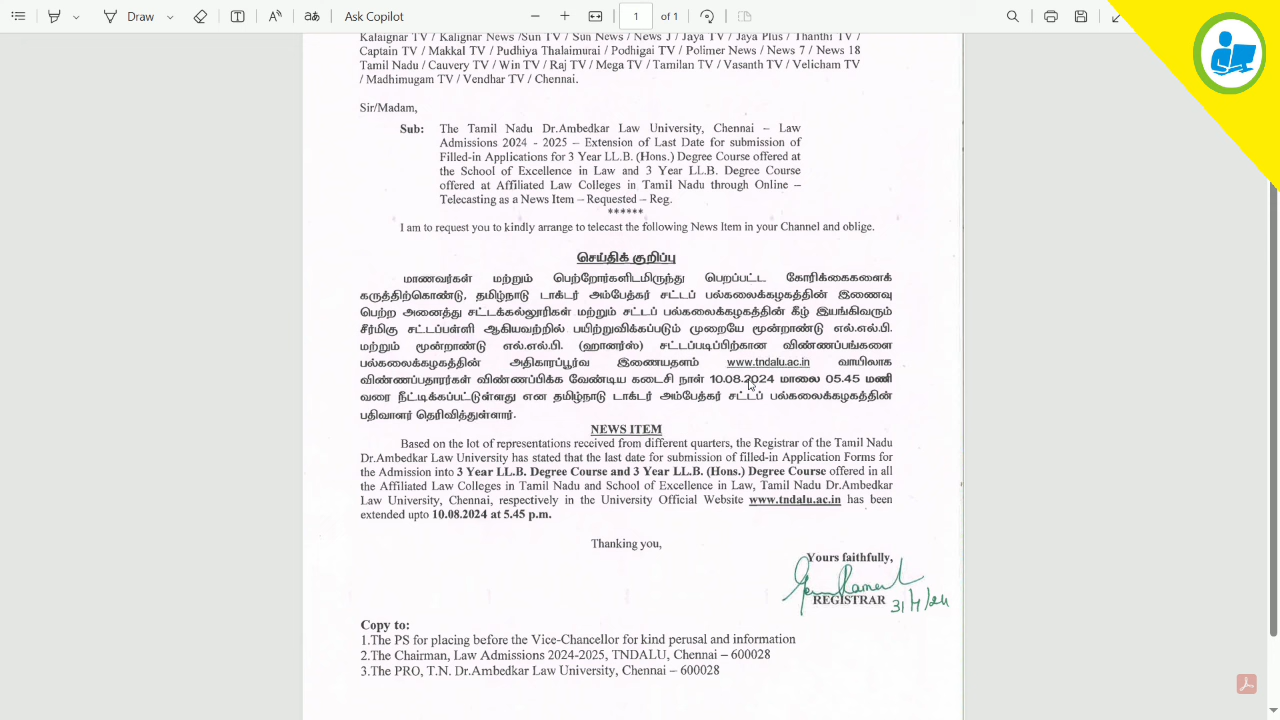 Draw
Ask Copilot
1 of 1
Kalaignar TV / Kalignar News /Sun TV / Sun News / News J / Jaya TV / Jaya Plus / Thanthi TV /
Captain TV / Makkal TV / Pudhiya Thalaimurai / Podhigai TV / Polimer News / News 7 / News 18
Tamil Nadu / Cauvery TV / Win TV / Raj TV / Mega TV / Tamilan TV / Vasanth TV / Velicham TV
/ Madhimugam TV / Vendhar TV / Chennai.
Sir/Madam,
Sub: The Tamil Nadu Dr.Ambedkar Law University, Chennai – Law
Admissions 2024 - 2025 – Extension of Last Date for submission of
Filled-in Applications for 3 Year LL.B. (Hons.) Degree Course offered at
the School of Excellence in Law and 3 Year LL.B. Degree Course
offered at Affiliated Law Colleges in Tamil Nadu through Online –
Telecasting as a News Item – Requested – Reg.
******
I am to request you to kindly arrange to telecast the following News Item in your Channel and oblige.
செய்திக் குறிப்பு
மாணவர்கள் மற்றும் பெற்றோர்களிடமிருந்து பெறப்பட்ட கோரிக்கைகளைக்
கருத்திற்கொண்டு, தமிழ்நாடு டாக்டர் அம்பேத்கர் சட்டப் பல்கலைக்கழகத்தின் இணைவு
பெற்ற அனைத்து சட்டக்கல்லூரிகள் மற்றும் சட்டப் பல்கலைக்கழகத்தின் கீழ் இயங்கிவரும்
சீர்மிகு சட்டப்பள்ளி ஆகியவற்றில் பயிற்றுவிக்கப்படும் முறையே மூன்றாண்டு எல்.எல்.பி.
மற்றும் மூன்றாண்டு எல்.எல்.பி. (ஹானர்ஸ்) சட்டப்படிப்பிற்கான விண்ணப்பங்களை
பல்கலைக்கழகத்தின் அதிகாரப்பூர்வ இணையதளம் www.tndalu.ac.in வாயிலாக
விண்ணப்பதாரர்கள் விண்ணப்பிக்க வேண்டிய கடைசி நாள் 10.08.2024 மாலை 05.45 மணி
வரை நீட்டிக்கப்பட்டுள்ளது என தமிழ்நாடு டாக்டர் அம்பேத்கர் சட்டப் பல்கலைக்கழகத்தின்
பதிவாளர் தெரிவித்துள்ளார்.
NEWS ITEM
Based on the lot of representations received from different quarters, the Registrar of the Tamil Nadu
Dr.Ambedkar Law University has stated that the last date for submission of filled-in Application Forms for
the Admission into 3 Year LL.B. Degree Course and 3 Year LL.B. (Hons.) Degree Course offered in all
the Affiliated Law Colleges in Tamil Nadu and School of Excellence in Law, Tamil Nadu Dr.Ambedkar
Law University, Chennai, respectively in the University Official Website www.tndalu.ac.in has been
extended upto 10.08.2024 at 5.45 p.m.
Thanking you,
Yours faithfully,
REGISTRAR 31/7/24
Copy to:
1.The PS for placing before the Vice-Chancellor for kind perusal and information
2.The Chairman, Law Admissions 2024-2025, TNDALU, Chennai – 600028
3.The PRO, T.N. Dr.Ambedkar Law University, Chennai – 600028